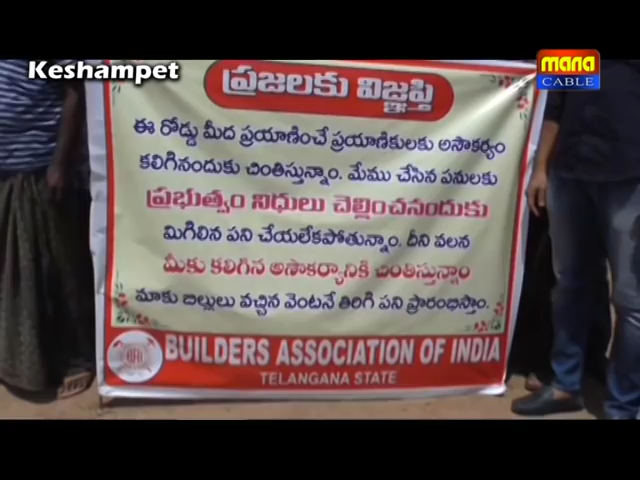 Keshampet
mana
CABLE
ప్రజలకు విజ్ఞప్తి
ఈ రోడ్డు మీద ప్రయాణించే ప్రయాణికులకు అసౌకర్యం
కలిగినందుకు చింతిస్తున్నాం. మేము చేసిన పనులకు
ప్రభుత్వం నిధులు చెల్లించనందుకు
మిగిలిన పని చేయలేకపోతున్నాం. దీని వలన
మీకు కలిగిన అసౌకర్యానికి చింతిస్తున్నాం
మాకు బిల్లులు వచ్చిన వెంటనే తిరిగి పని ప్రారంభిస్తాం.
BUILDERS ASSOCIATION OF INDIA
TELANGANA STATE